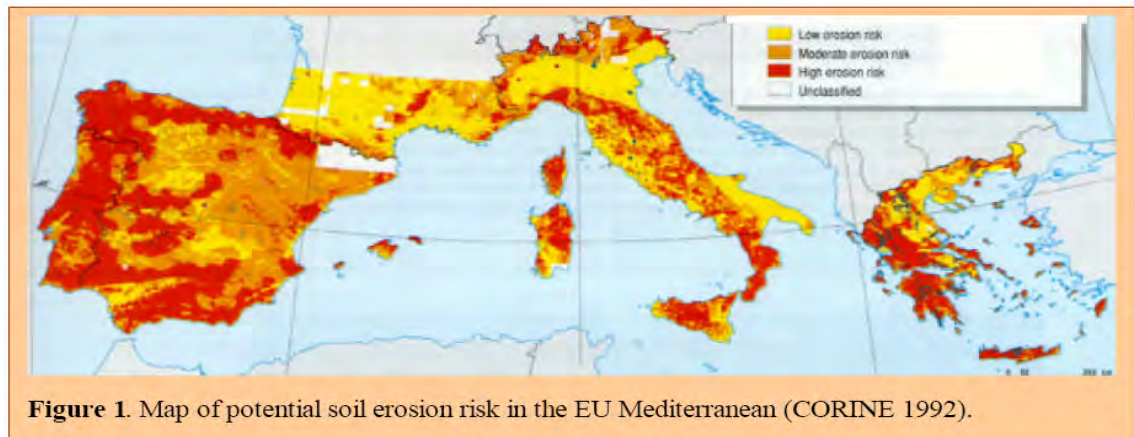 Low erosion risk
Moderate erosion risk
High erosion risk
Unclassified
Figure 1. Map of potential soil erosion risk in the EU Mediterranean (CORINE 1992).